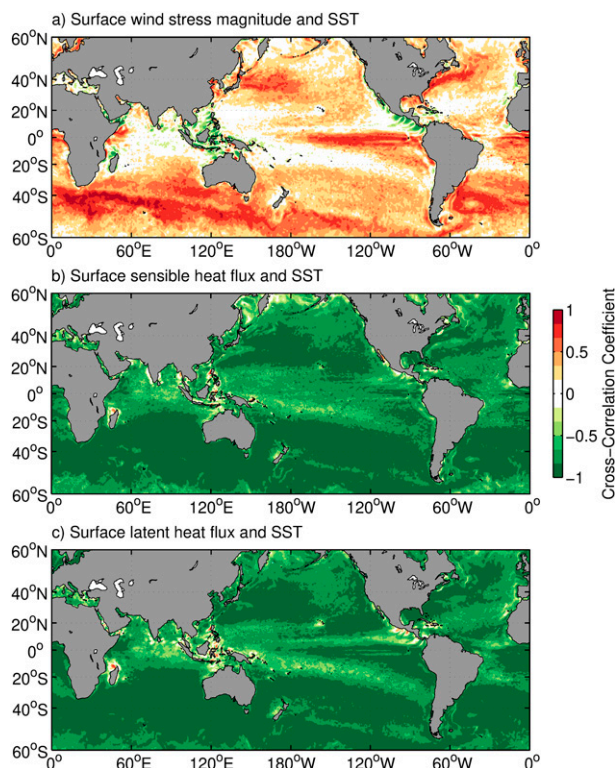 a) Surface wind stress magnitude and SST
60°N
40°N
20°N
0°
20°S
40°S
60°S
0° 60°E 120°E 180°W 120°W 60°W 0°
b) Surface sensible heat flux and SST
60°N
40°N
20°N
0°
20°S
40°S
60°S
0° 60°E 120°E 180°W 120°W 60°W 0°
1
0.5
0
−0.5
−1
Cross−Correlation Coefficient
c) Surface latent heat flux and SST
60°N
40°N
20°N
0°
20°S
40°S
60°S
0° 60°E 120°E 180°W 120°W 60°W 0°